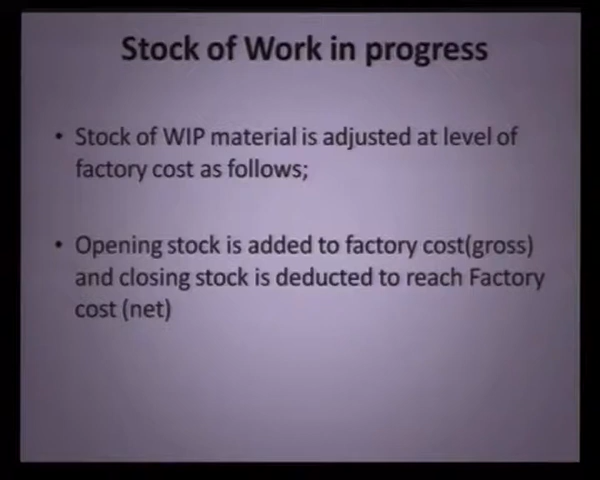 Stock of Work in progress
• Stock of WIP material is adjusted at level of
factory cost as follows;
• Opening stock is added to factory cost(gross)
and closing stock is deducted to reach Factory
cost (net)